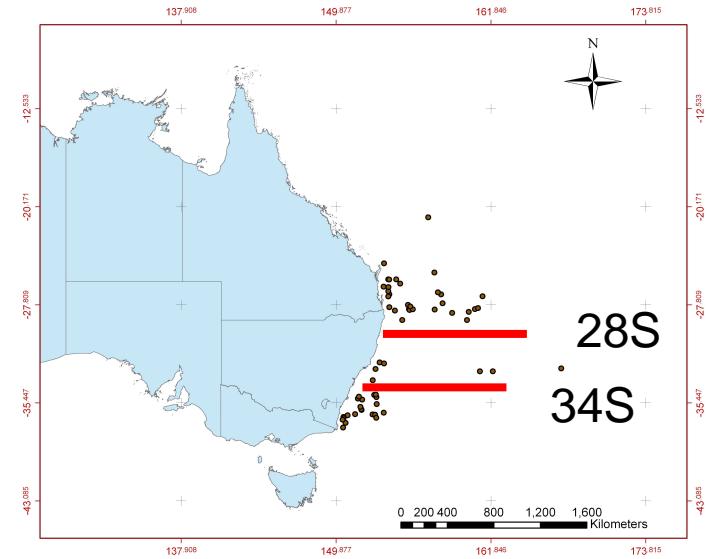 137.908 149.877 161.846 173.815
N
-12.533 -12.533
-20.171 -20.171
-27.809 -27.809
28S
34S
-35.447 -35.447
-43.085 -43.085
0 200 400 800 1,200 1,600
Kilometers
137.908 149.877 161.846 173.815